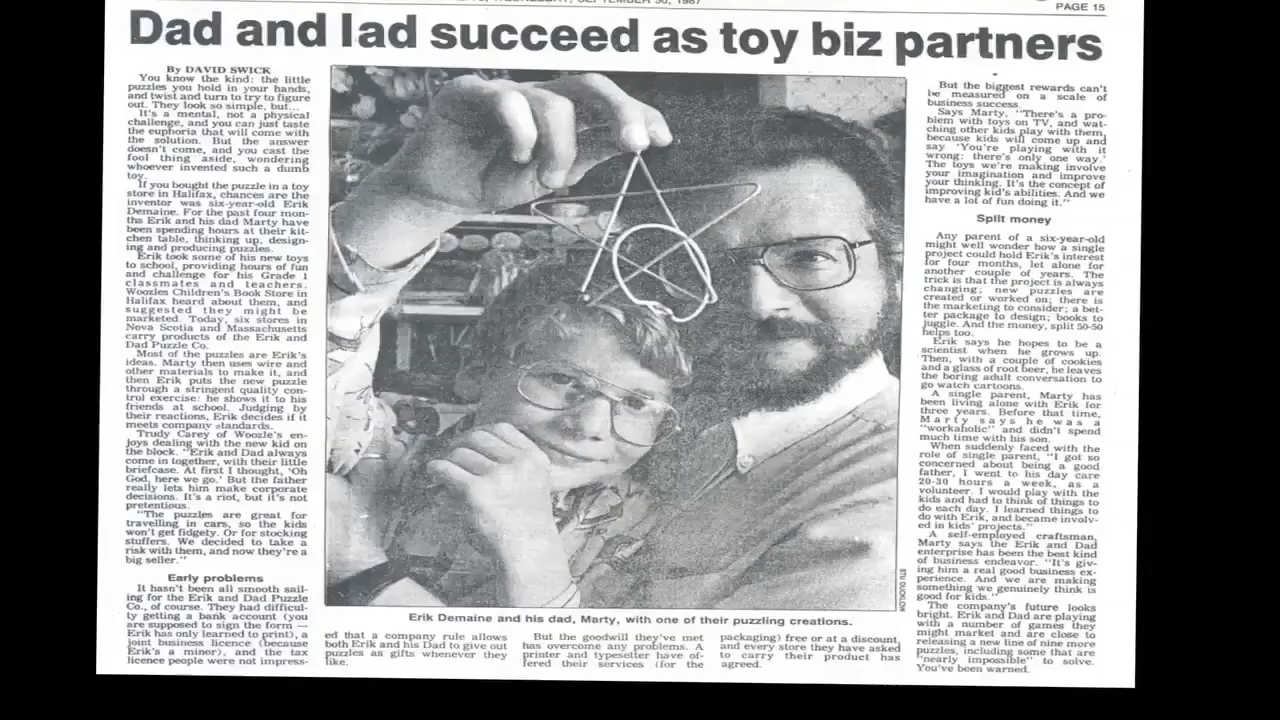 WEDNESDAY, SEPTEMBER 30, 1987
PAGE 15
Dad and lad succeed as toy biz partners
By DAVID SWICK
You know the kind: the little
puzzles you hold in your hands,
and twist and turn to try to figure
out. They look so simple, but...
It's a mental, not a physical
challenge, and you can just taste
the euphoria that will come with
the solution. But the answer
doesn't come, and you cast the
fool thing aside, wondering
whoever invented such a dumb
toy.
If you bought the puzzle in a toy
store in Halifax, chances are the
inventor was six-year-old Erik
Demaine. For the past four mon-
ths Erik and his dad Marty have
been spending hours at their kit-
chen table, thinking up, design-
ing and producing puzzles.
Erik took some of his new toys
to school, providing hours of fun
and challenge for his Grade 1
classmates and teachers.
Woozles Children's Book Store in
Halifax heard about them, and
suggested they might be
marketed. Today, six stores in
Nova Scotia and Massachusetts
carry products of the Erik and
Dad Puzzle Co.
Most of the puzzles are Erik's
ideas. Marty then uses wire and
other materials to make it, and
then Erik puts the new puzzle
through a stringent quality con-
trol exercise: he shows it to his
friends at school. Judging by
their reactions, Erik decides if it
meets company standards.
Trudy Carey of Woozle's en-
joys dealing with the new kid on
the block. "Erik and Dad always
come in together, with their little
briefcase. At first I thought, 'Oh
God, here we go.' But the father
really lets him make corporate
decisions. It's a riot, but it's not
pretentious.
"The puzzles are great for
travelling in cars, so the kids
won't get fidgety. Or for stocking
stuffers. We decided to take a
risk with them, and now they're a
big seller."
Early problems
It hasn't been all smooth sail-
ing for the Erik and Dad Puzzle
Co., of course. They had difficul-
ty getting a bank account (you
are supposed to sign the form —
Erik has only learned to print), a
joint business licence (because
Erik's a minor), and the tax
licence people were not impress-
STU DUCKLOW
Erik Demaine and his dad, Marty, with one of their puzzling creations.
ed that a company rule allows
both Erik and his Dad to give out
puzzles as gifts whenever they
like.
But the goodwill they've met
has overcome any problems. A
printer and typesetter have of-
fered their services (for the
packaging) free or at a discount,
and every store they have asked
to carry their product has
agreed.
But the biggest rewards can't
be measured on a scale of
business success.
Says Marty, "There's a pro-
blem with toys on TV, and wat-
ching other kids play with them,
because kids will come up and
say 'You're playing with it
wrong: there's only one way.'
The toys we're making involve
your imagination and improve
your thinking. It's the concept of
improving kid's abilities. And we
have a lot of fun doing it."
Split money
Any parent of a six-year-old
might well wonder how a single
project could hold Erik's interest
for four months, let alone for
another couple of years. The
trick is that the project is always
changing; new puzzles are
created or worked on; there is
the marketing to consider; a bet-
ter package to design; books to
juggle. And the money, split 50-50
helps too.
Erik says he hopes to be a
scientist when he grows up.
Then, with a couple of cookies
and a glass of root beer, he leaves
the boring adult conversation to
go watch cartoons.
A single parent, Marty has
been living alone with Erik for
three years. Before that time,
Marty says he was a
"workaholic" and didn't spend
much time with his son.
When suddenly faced with the
role of single parent, "I got so
concerned about being a good
father, I went to his day care
20-30 hours a week, as a
volunteer. I would play with the
kids and had to think of things to
do each day. I learned things to
do with Erik, and became involv-
ed in kids' projects."
A self-employed craftsman,
Marty says the Erik and Dad
enterprise has been the best kind
of business endeavor. "It's giv-
ing him a real good business ex-
perience. And we are making
something we genuinely think is
good for kids."
The company's future looks
bright. Erik and Dad are playing
with a number of games they
might market and are close to
releasing a new line of nine more
puzzles, including some that are
"nearly impossible" to solve.
You've been warned.